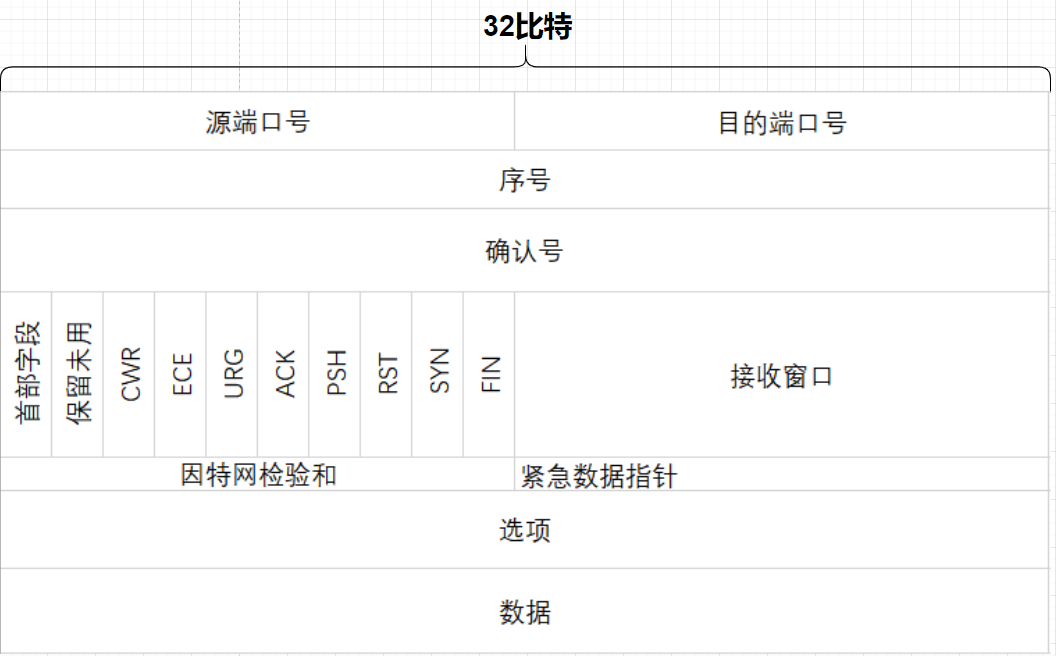 32比特
源端口号
目的端口号
序号
确认号
首部字段
保留未用
CWR
ECE
URG
ACK
PSH
RST
SYN
FIN
接收窗口
因特网检验和
紧急数据指针
选项
数据